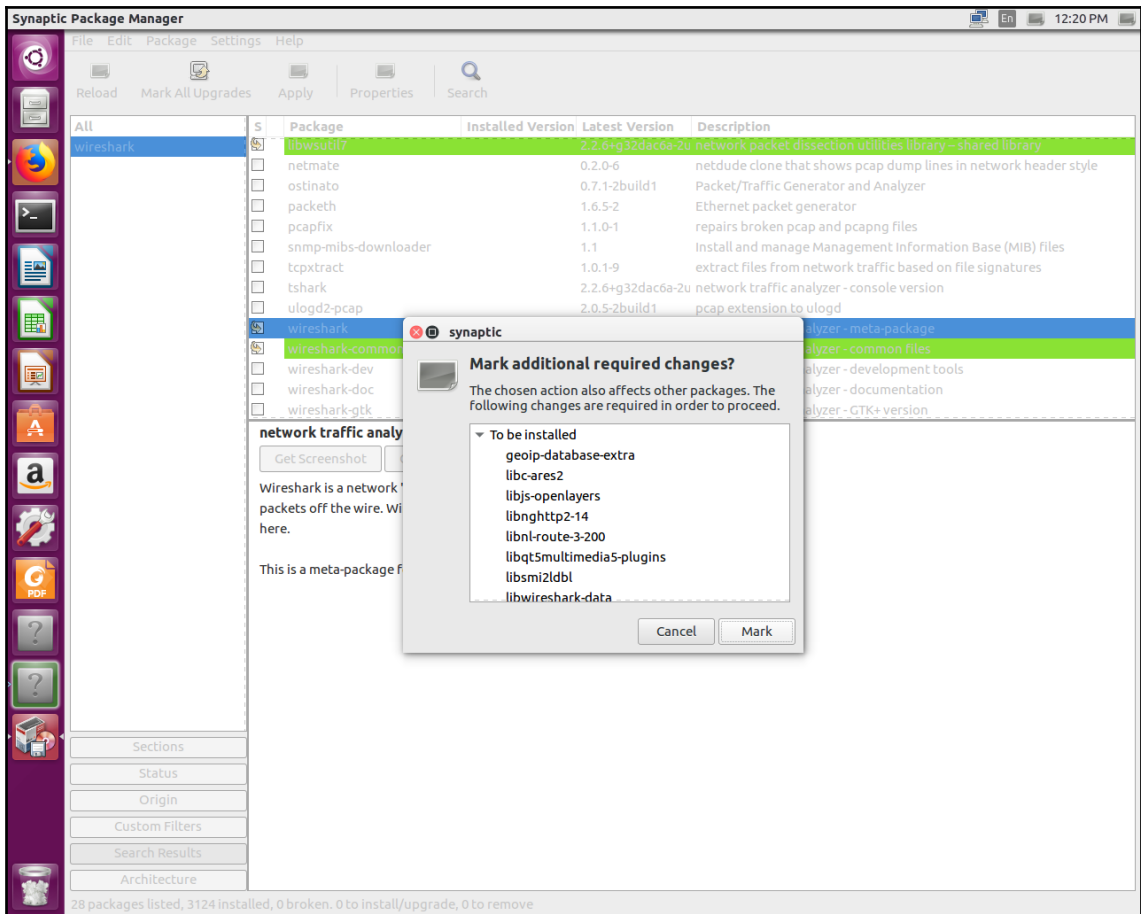 Synaptic Package Manager En 12:20 PM
File Edit Package Settings Help
Reload Mark All Upgrades Apply Properties Search
All S Package Installed Version Latest Version Description
wireshark
libwsutil7 2.2.6+g32dac6a-2u network packet dissection utilities library -- shared library
netmate 0.2.0-6 netdude clone that shows pcap dump lines in network header style
ostinato 0.7.1-2build1 Packet/Traffic Generator and Analyzer
packeth 1.6.5-2 Ethernet packet generator
pcapfix 1.1.0-1 repairs broken pcap and pcapng files
snmp-mibs-downloader 1.1 Install and manage Management Information Base (MIB) files
tcpxtract 1.0.1-9 extract files from network traffic based on file signatures
tshark 2.2.6+g32dac6a-2u network traffic analyzer - console version
ulogd2-pcap 2.0.5-2build1 pcap extension to ulogd
wireshark alyzer - meta-package
wireshark-common alyzer - common files
wireshark-dev alyzer - development tools
wireshark-doc alyzer - documentation
wireshark-gtk alyzer - GTK+ version
network traffic analy
Get Screenshot
Wireshark is a network
packets off the wire. Wi
here.
This is a meta-package f
synaptic
Mark additional required changes?
The chosen action also affects other packages. The
following changes are required in order to proceed.
To be installed
geoip-database-extra
libc-ares2
libjs-openlayers
libnghttp2-14
libnl-route-3-200
libqt5multimedia5-plugins
libsmi2ldbl
libwireshark-data
Cancel Mark
Sections
Status
Origin
Custom Filters
Search Results
Architecture
28 packages listed, 3124 installed, 0 broken. 0 to install/upgrade, 0 to remove
A
a
>_
G
PDF
?
?